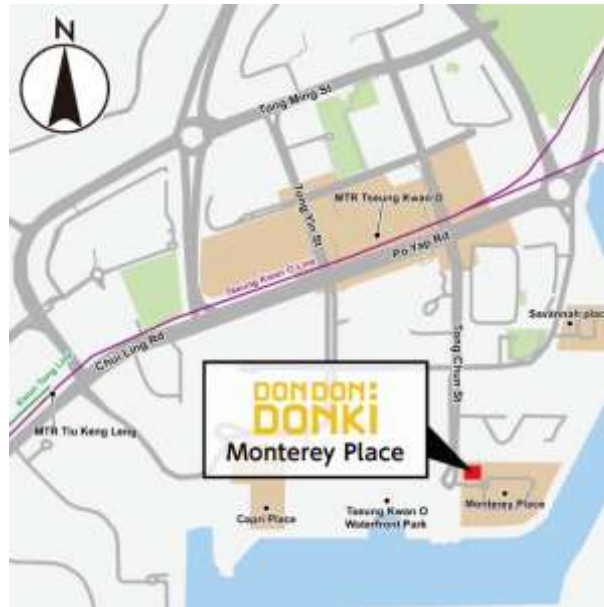 N
Tong Ming St
Tong Yin St
MTR Tseung Kwan O
Po Yap Rd
Tseung Kwan O Line
Savannah plac
Tong Chun St
Chui Ling Rd
Kwun Tong Line
MTR Tiu Keng Leng
DON DON:
DONKI
Monterey Place
Capri Place
Tseung Kwan O
Waterfront Park
Monterey Place